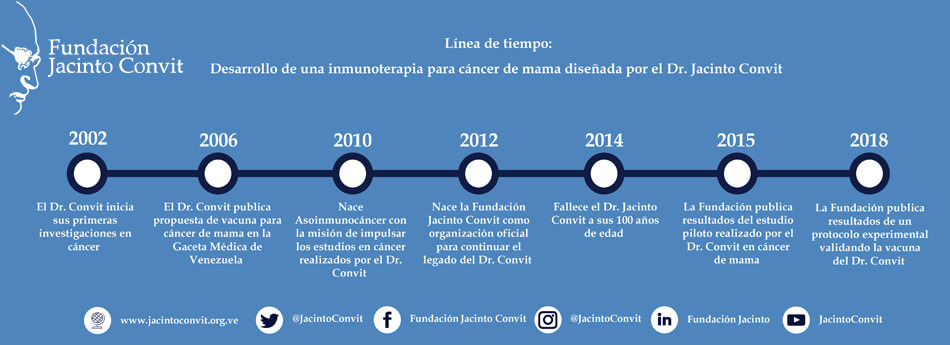 Fundación
Jacinto Convit
Línea de tiempo:
Desarrollo de una inmunoterapia para cáncer de mama diseñada por el Dr. Jacinto Convit
2002
El Dr. Convit inicia
sus primeras
investigaciones en
cáncer
2006
El Dr. Convit publica
propuesta de vacuna para
cáncer de mama en la
Gaceta Médica de
Venezuela
2010
Nace
Asoinmunocáncer con
la misión de impulsar
los estudios en cáncer
realizados por el Dr.
Convit
2012
Nace la Fundación
Jacinto Convit como
organización oficial
para continuar el
legado del Dr. Convit
2014
Fallece el Dr. Jacinto
Convit a sus 100 años
de edad
2015
La Fundación publica
resultados del estudio
piloto realizado por el
Dr. Convit en cáncer
de mama
2018
La Fundación publica
resultados de un
protocolo experimental
validando la vacuna
del Dr. Convit
www.jacintoconvit.org.ve
@JacintoConvit
Fundación Jacinto Convit
@JacintoConvit
Fundación Jacinto
JacintoConvit